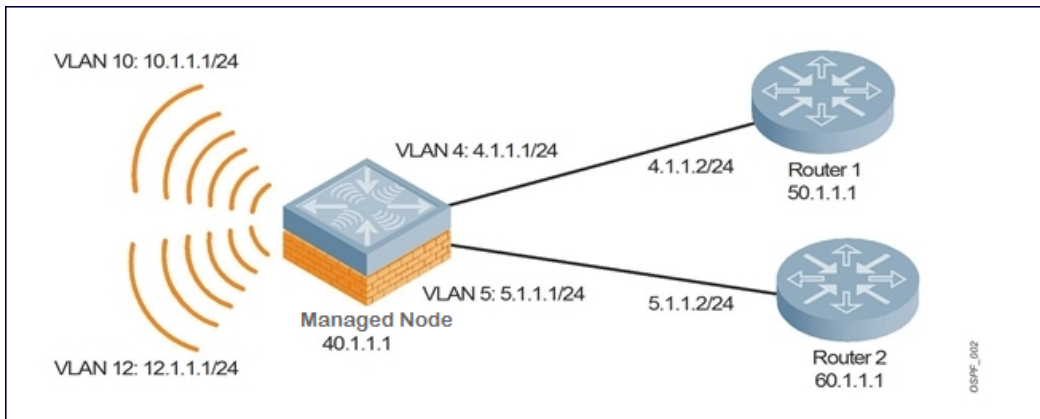 VLAN 10: 10.1.1.1/24
VLAN 4: 4.1.1.1/24
4.1.1.2/24
Router 1
50.1.1.1
VLAN 5: 5.1.1.1/24
5.1.1.2/24
Managed Node
40.1.1.1
Router 2
60.1.1.1
VLAN 12: 12.1.1.1/24
OSPF_002